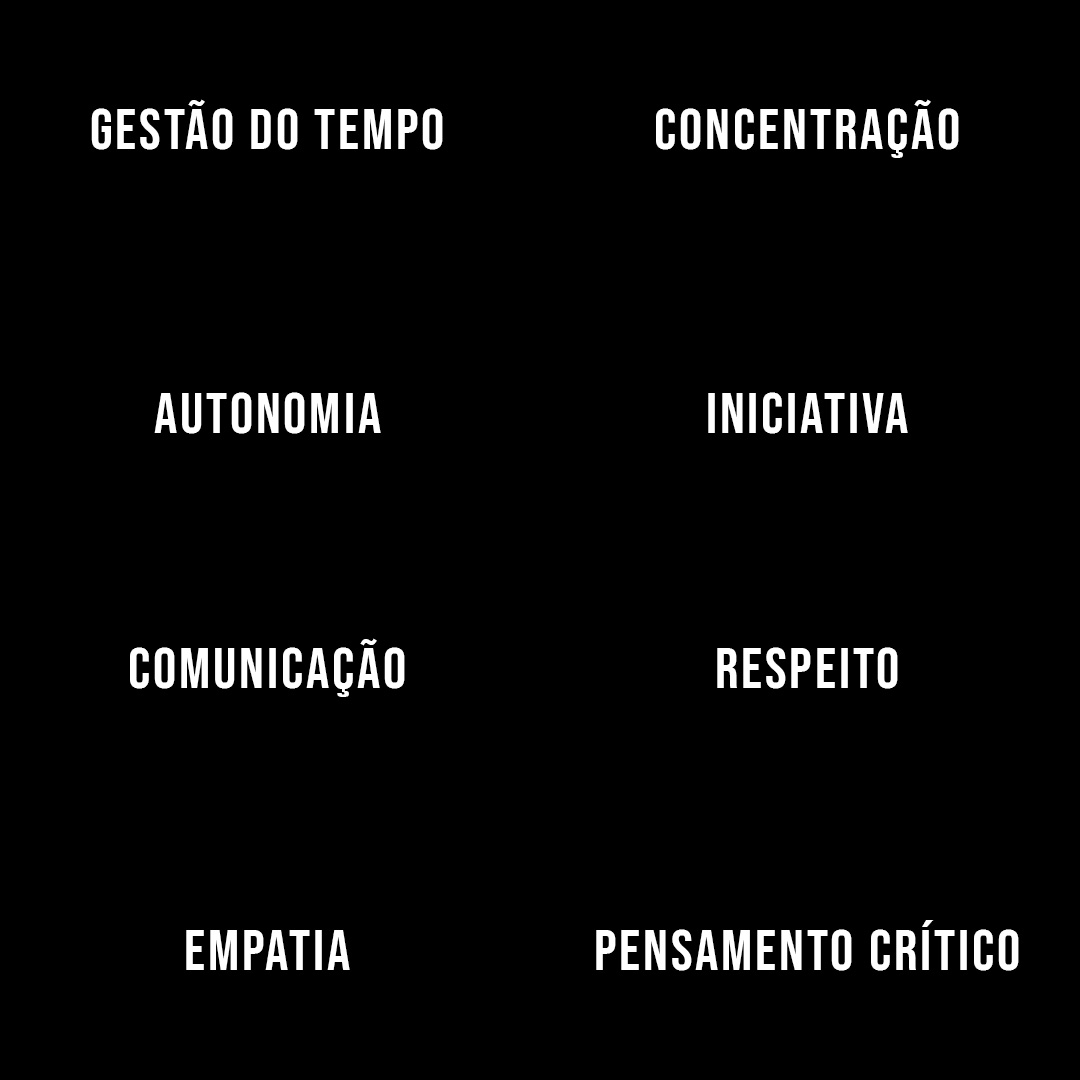 GESTÃO DO TEMPO
CONCENTRAÇÃO
AUTONOMIA
INICIATIVA
COMUNICAÇÃO
RESPEITO
EMPATIA
PENSAMENTO CRÍTICO